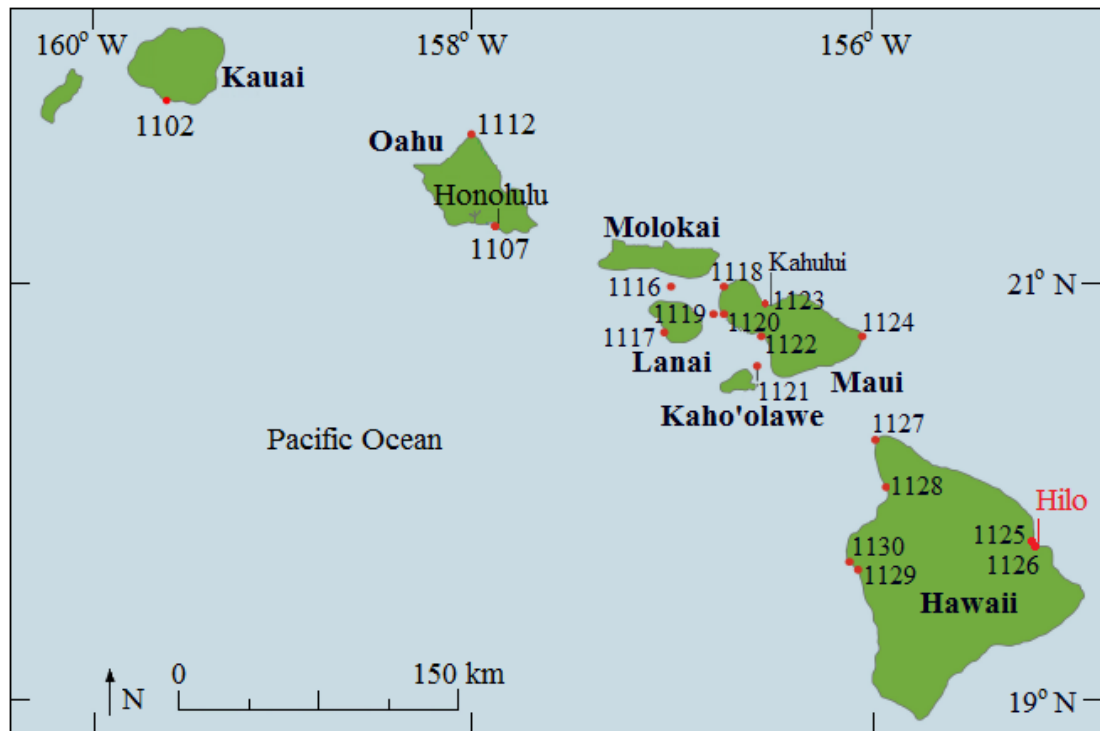 160° W
158° W
156° W
Kauai
1102
1112
Oahu
Honolulu
1107
Molokai
1118
Kahului
1116
21° N
1123
1119
1120
1124
1117
1122
Lanai
Maui
1121
Kaho'olawe
1127
Pacific Ocean
1128
Hilo
1125
1130
1126
1129
Hawaii
0
150 km
N
19° N